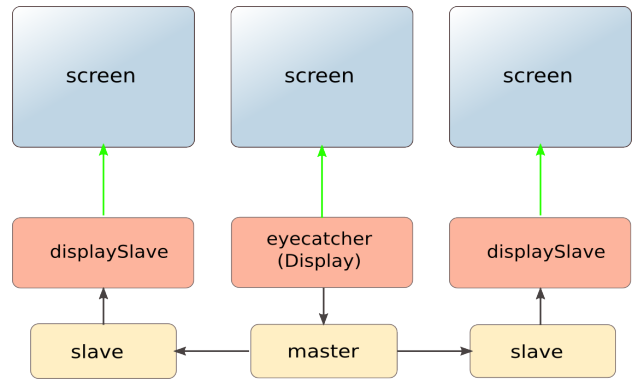 screen
screen
screen
displaySlave
eyecatcher
(Display)
displaySlave
slave
master
slave